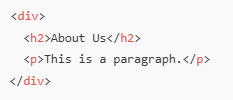 <div>
  <h2>About Us</h2>
  <p>This is a paragraph.</p>
</div>